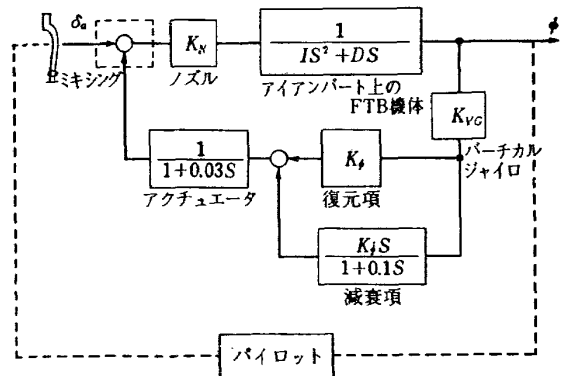 δa
ミキシング
K_N
ノズル
1
IS² + DS
アイアンバート上の
FTB機体
φ
K_VG
バーチカル
ジャイロ
1
1+0.03S
アクチュエータ
K_φ
復元項
K_φ̇ S
1+0.1S
減衰項
パイロット